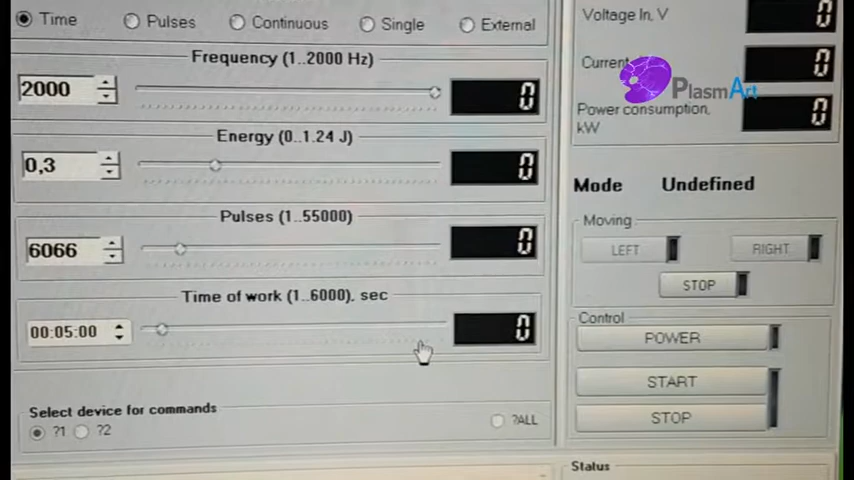 Time Pulses Continuous Single External
Frequency (1..2000 Hz)
2000 0
Energy (0..1.24 J)
0,3 0
Pulses (1..55000)
6066 0
Time of work (1..6000), sec
00:05:00 0
Select device for commands
?1 ?2 ?ALL
Voltage In, V 0
Current 0
PlasmArt
Power consumption, kW 0
Mode Undefined
Moving
LEFT RIGHT
STOP
Control
POWER
START
STOP
Status